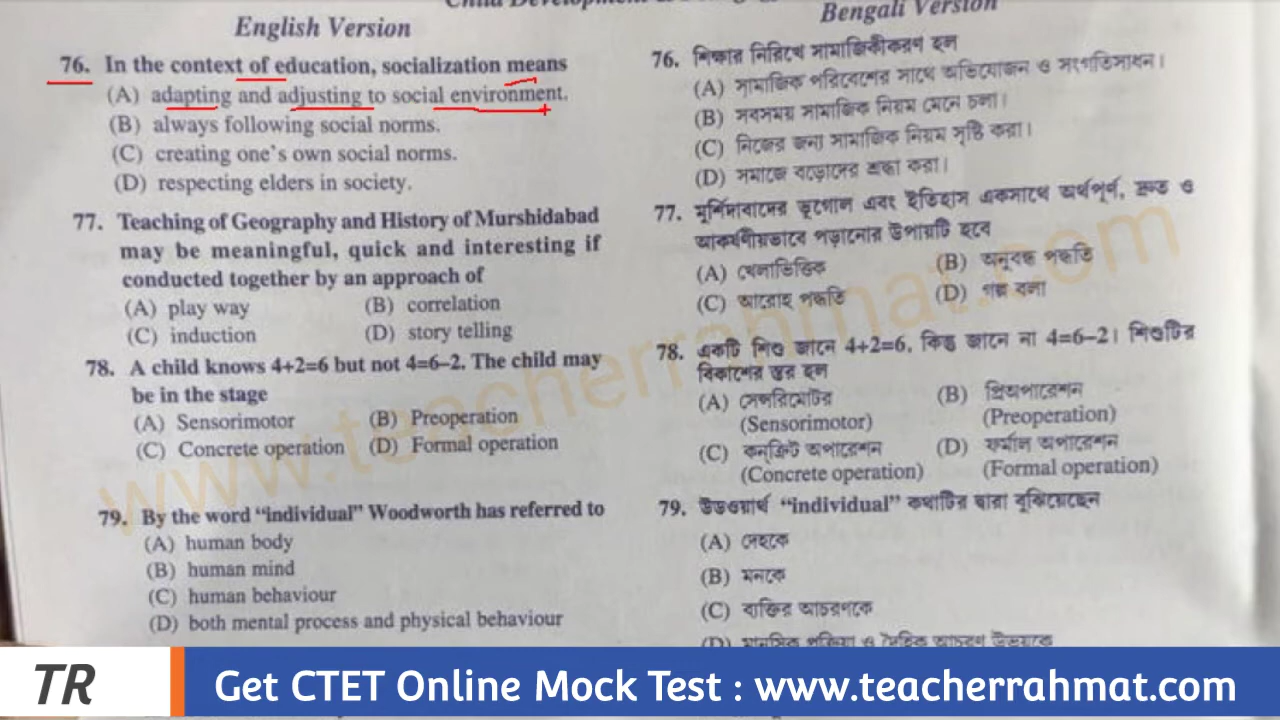 English Version
Bengali Version
76. In the context of education, socialization means
(A) adapting and adjusting to social environment.
(B) always following social norms.
(C) creating one's own social norms.
(D) respecting elders in society.
77. Teaching of Geography and History of Murshidabad
may be meaningful, quick and interesting if
conducted together by an approach of
(A) play way (B) correlation
(C) induction (D) story telling
78. A child knows 4+2=6 but not 4=6–2. The child may
be in the stage
(A) Sensorimotor (B) Preoperation
(C) Concrete operation (D) Formal operation
79. By the word “individual” Woodworth has referred to
(A) human body
(B) human mind
(C) human behaviour
(D) both mental process and physical behaviour
76. শিক্ষার নিরিখে সামাজিকীকরণ হল
(A) সামাজিক পরিবেশের সাথে অভিযোজন ও সংগতিসাধন।
(B) সবসময় সামাজিক নিয়ম মেনে চলা।
(C) নিজের জন্য সামাজিক নিয়ম সৃষ্টি করা।
(D) সমাজে বড়োদের শ্রদ্ধা করা।
77. মুর্শিদাবাদের ভূগোল এবং ইতিহাস একসাথে অর্থপূর্ণ, দ্রুত ও
আকর্ষণীয়ভাবে পড়ানোর উপায়টি হবে
(A) খেলাভিত্তিক (B) অনুবন্ধ পদ্ধতি
(C) আরোহ পদ্ধতি (D) গল্প বলা
78. একটি শিশু জানে 4+2=6, কিন্তু জানে না 4=6–2। শিশুটির
বিকাশের স্তর হল
(A) সেন্সরিমোটর (B) প্রিঅপারেশন
(Sensorimotor) (Preoperation)
(C) কনক্রিট অপারেশন (D) ফর্মাল অপারেশন
(Concrete operation) (Formal operation)
79. উডওয়ার্থ “individual” কথাটির দ্বারা বুঝিয়েছেন
(A) দেহকে
(B) মনকে
(C) ব্যক্তির আচরণকে
(D) মানসিক প্রক্রিয়া ও দৈহিক আচরণ উভয়কে
www.teacherrahmat.com
TR Get CTET Online Mock Test : www.teacherrahmat.com